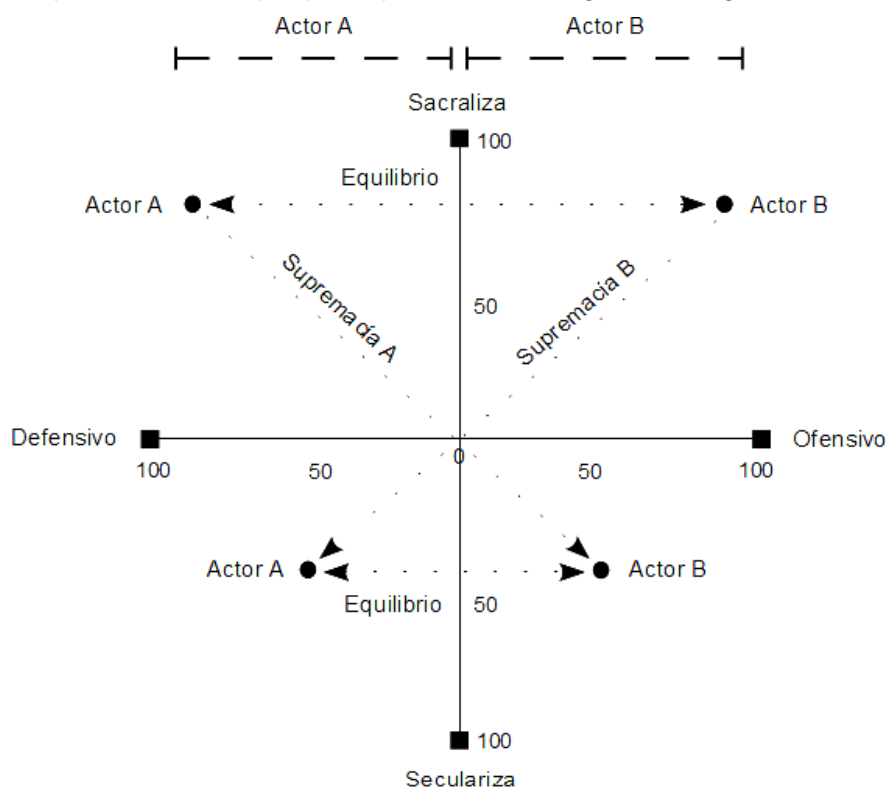 Actor A
Actor B
Sacraliza
100
Equilibrio
Actor A
Actor B
Supremacía A
50
Supremacía B
Defensivo
Ofensivo
100
50
0
50
100
Actor A
Actor B
Equilibrio
50
100
Seculariza